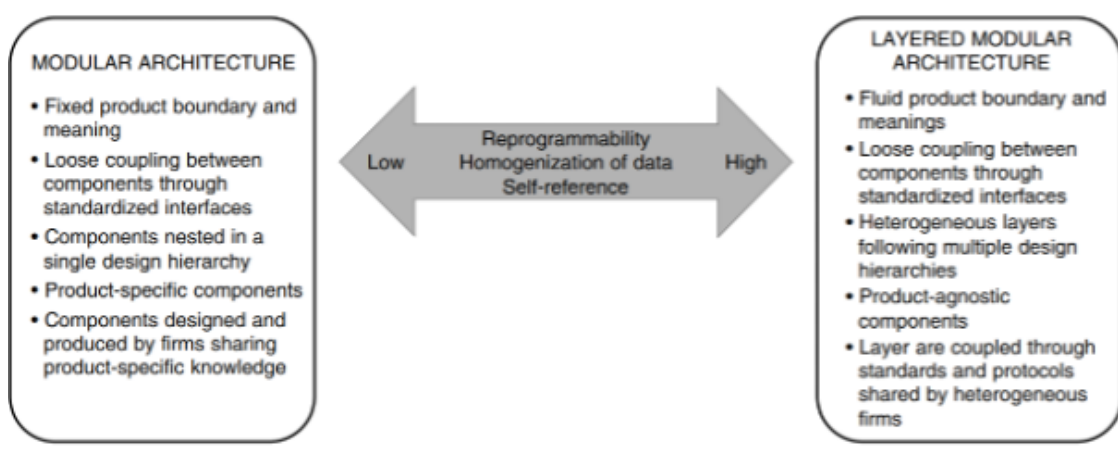 MODULAR ARCHITECTURE
• Fixed product boundary and
meaning
• Loose coupling between
components through
standardized interfaces
• Components nested in a
single design hierarchy
• Product-specific components
• Components designed and
produced by firms sharing
product-specific knowledge
Low
Reprogrammability
Homogenization of data
Self-reference
High
LAYERED MODULAR
ARCHITECTURE
• Fluid product boundary and
meanings
• Loose coupling between
components through
standardized interfaces
• Heterogeneous layers
following multiple design
hierarchies
• Product-agnostic
components
• Layer are coupled through
standards and protocols
shared by heterogeneous
firms